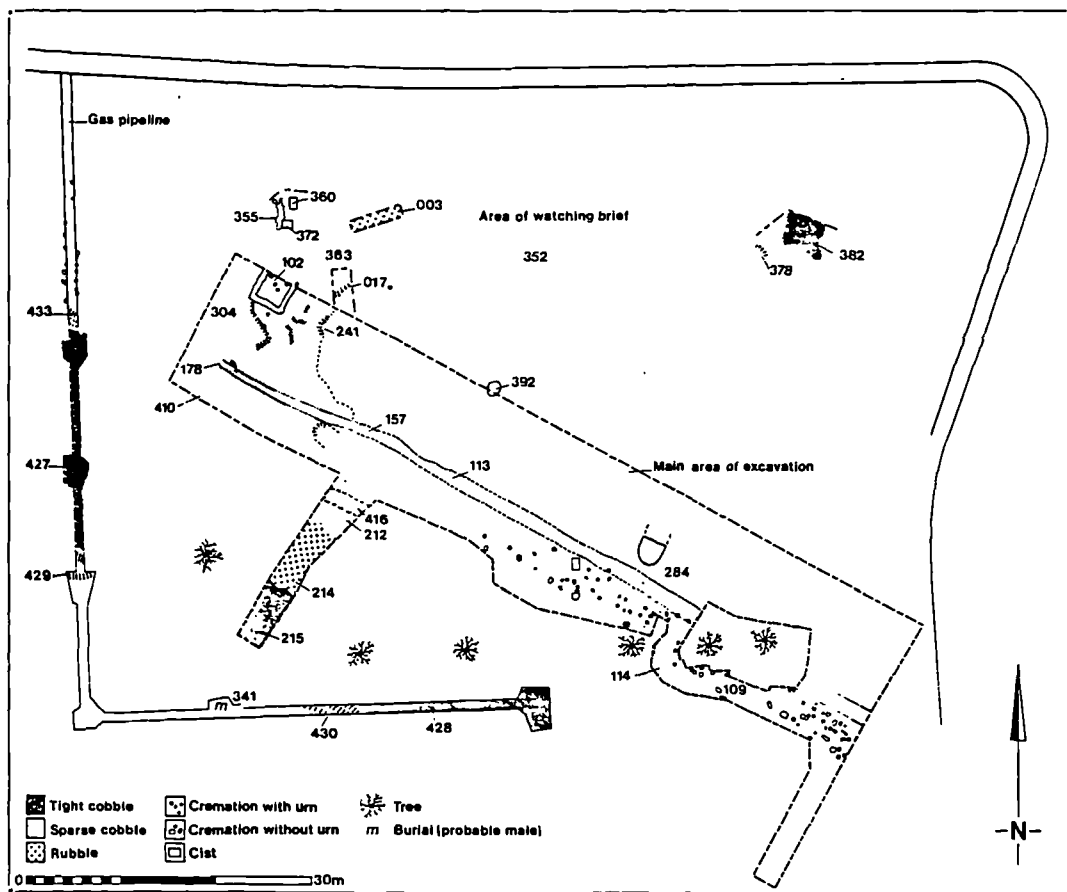 Gas pipeline
360
003
355
Area of watching brief
372
352
382
378
383
102
017
433
304
241
178
392
410
157
427
113
Main area of excavation
416
212
284
429
214
215
114
109
341
m
430
428
Tight cobble
Cremation with urn
Tree
Sparse cobble
Cremation without urn
m Burial (probable male)
Rubble
Cist
N
0 30m